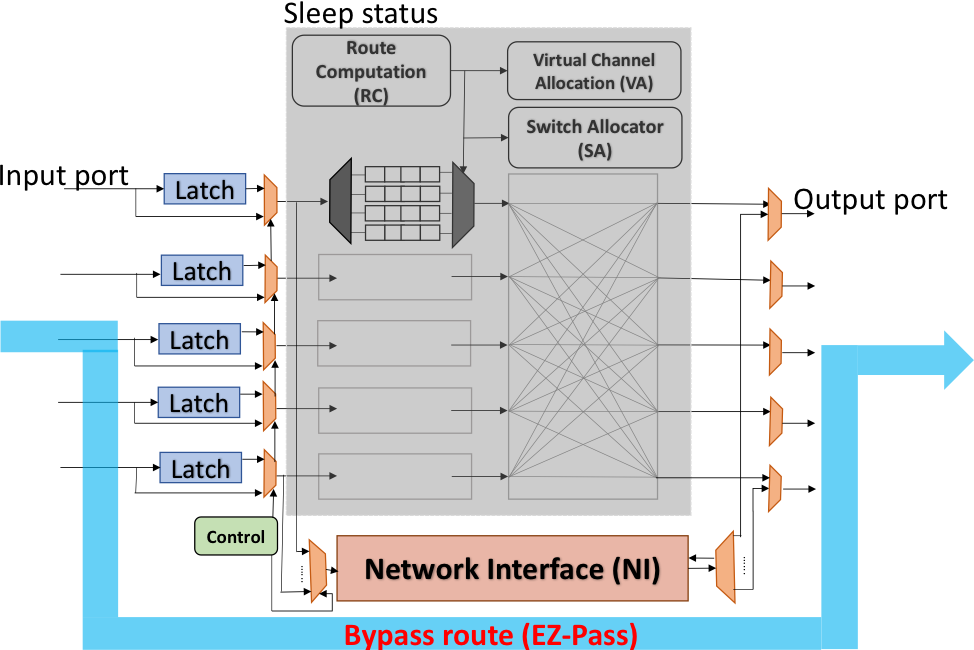 Sleep status
Route
Computation
(RC)
Virtual Channel
Allocation (VA)
Switch Allocator
(SA)
Input port
Latch
Output port
Latch
Latch
Latch
Latch
Control
Network Interface (NI)
Bypass route (EZ-Pass)